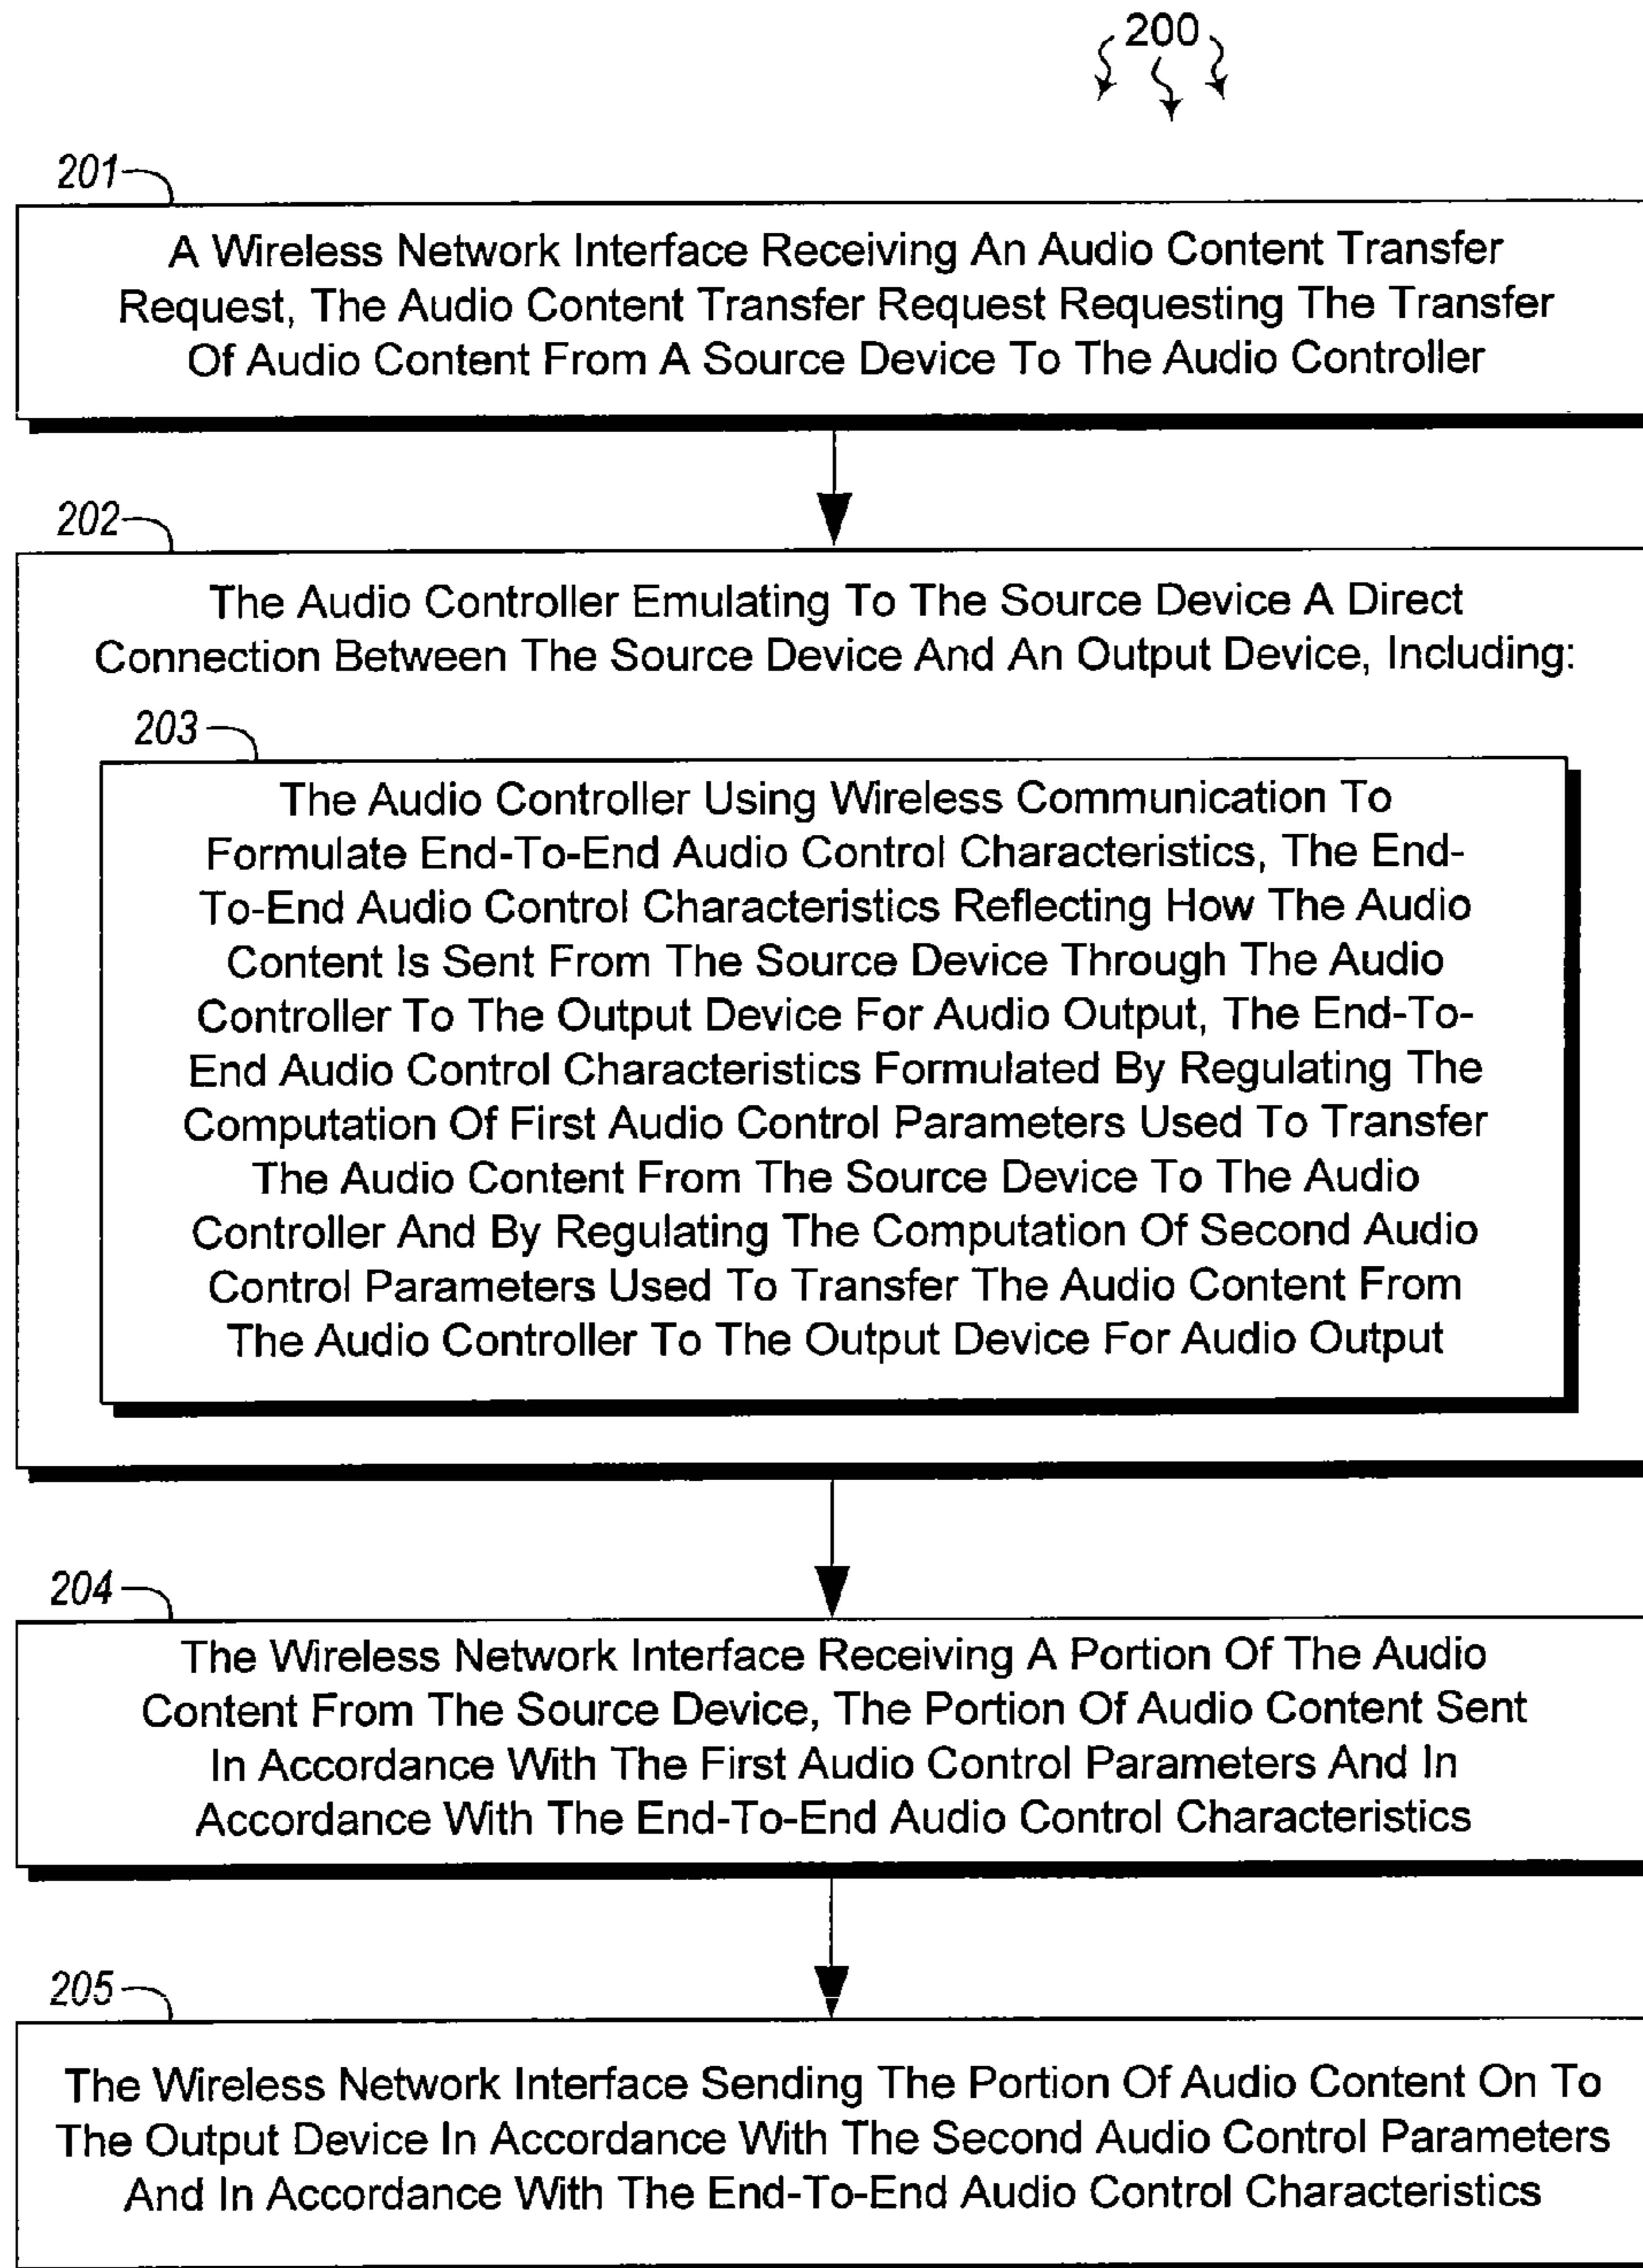 200
201
A Wireless Network Interface Receiving An Audio Content Transfer
Request, The Audio Content Transfer Request Requesting The Transfer
Of Audio Content From A Source Device To The Audio Controller
202
The Audio Controller Emulating To The Source Device A Direct
Connection Between The Source Device And An Output Device, Including:
203
The Audio Controller Using Wireless Communication To
Formulate End-To-End Audio Control Characteristics, The End-
To-End Audio Control Characteristics Reflecting How The Audio
Content Is Sent From The Source Device Through The Audio
Controller To The Output Device For Audio Output, The End-To-
End Audio Control Characteristics Formulated By Regulating The
Computation Of First Audio Control Parameters Used To Transfer
The Audio Content From The Source Device To The Audio
Controller And By Regulating The Computation Of Second Audio
Control Parameters Used To Transfer The Audio Content From
The Audio Controller To The Output Device For Audio Output
204
The Wireless Network Interface Receiving A Portion Of The Audio
Content From The Source Device, The Portion Of Audio Content Sent
In Accordance With The First Audio Control Parameters And In
Accordance With The End-To-End Audio Control Characteristics
205
The Wireless Network Interface Sending The Portion Of Audio Content On To
The Output Device In Accordance With The Second Audio Control Parameters
And In Accordance With The End-To-End Audio Control Characteristics